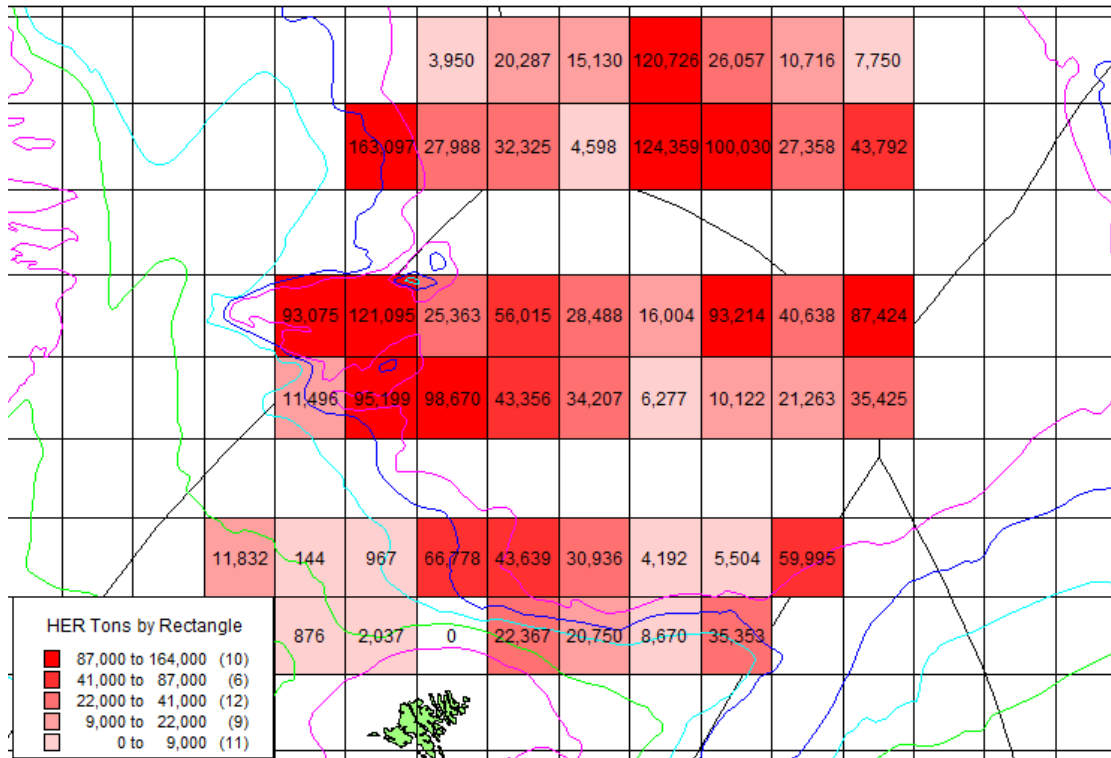 3,950 20,287 15,130 120,726 26,057 10,716 7,750
163,097 27,988 32,325 4,598 124,359 100,030 27,358 43,792
93,075 121,095 25,363 56,015 28,488 16,004 93,214 40,638 87,424
11,496 95,199 98,670 43,356 34,207 6,277 10,122 21,263 35,425
11,832 144 967 66,778 43,639 30,936 4,192 5,504 59,995
876 2,037 0 22,367 20,750 8,670 35,353
HER Tons by Rectangle
87,000 to 164,000 (10)
41,000 to 87,000 (6)
22,000 to 41,000 (12)
9,000 to 22,000 (9)
0 to 9,000 (11)